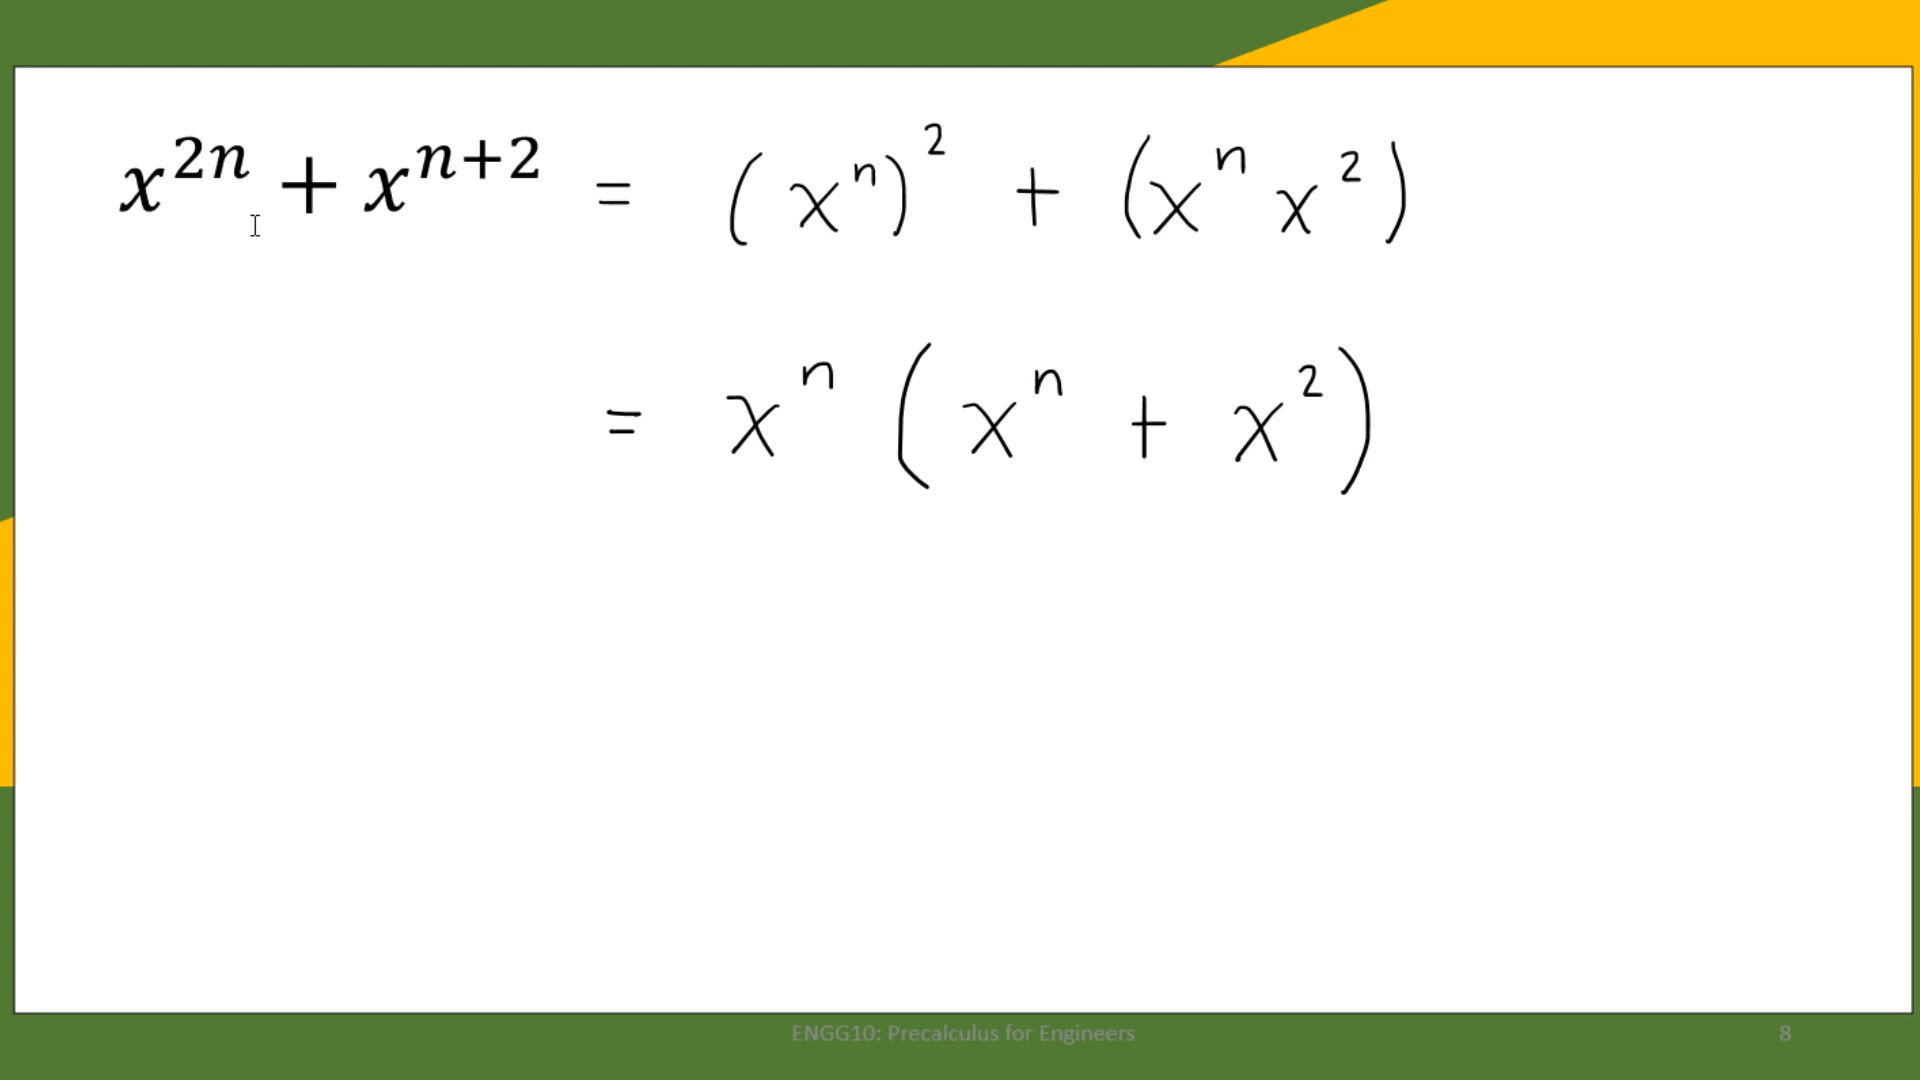 x^{2n} + x^{n+2} = (x^n)^2 + (x^n x^2)
= x^n (x^n + x^2)
ENGG10: Precalculus for Engineers 8